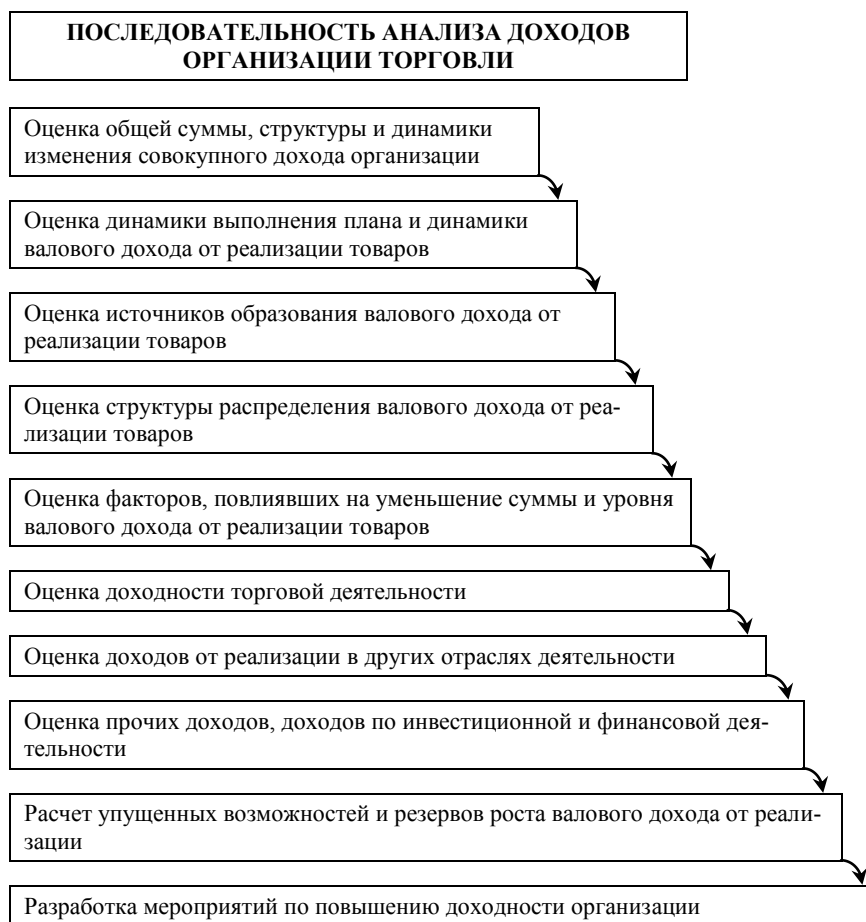 ПОСЛЕДОВАТЕЛЬНОСТЬ АНАЛИЗА ДОХОДОВ
ОРГАНИЗАЦИИ ТОРГОВЛИ
Оценка общей суммы, структуры и динамики
изменения совокупного дохода организации
Оценка динамики выполнения плана и динамики
валового дохода от реализации товаров
Оценка источников образования валового дохода от
реализации товаров
Оценка структуры распределения валового дохода от реа-
лизации товаров
Оценка факторов, повлиявших на уменьшение суммы и уровня
валового дохода от реализации товаров
Оценка доходности торговой деятельности
Оценка доходов от реализации в других отраслях деятельности
Оценка прочих доходов, доходов по инвестиционной и финансовой дея-
тельности
Расчет упущенных возможностей и резервов роста валового дохода от реали-
зации
Разработка мероприятий по повышению доходности организации